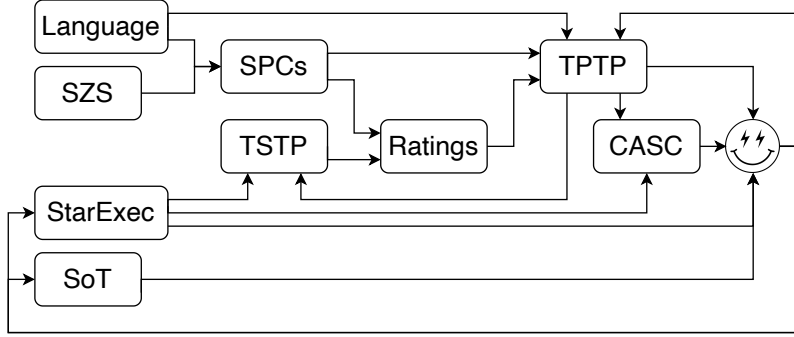 Language
SZS
SPCs
TPTP
TSTP
Ratings
CASC
StarExec
SoT